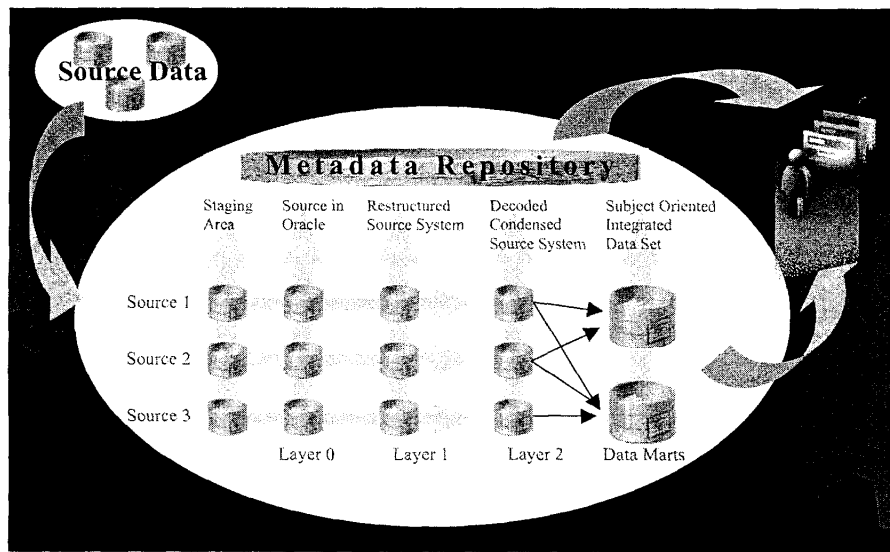 Source Data
Metadata Repository
Staging Area
Source in Oracle
Restructured Source System
Decoded Condensed Source System
Subject Oriented Integrated Data Set
Source 1
Source 2
Source 3
Layer 0
Layer 1
Layer 2
Data Marts